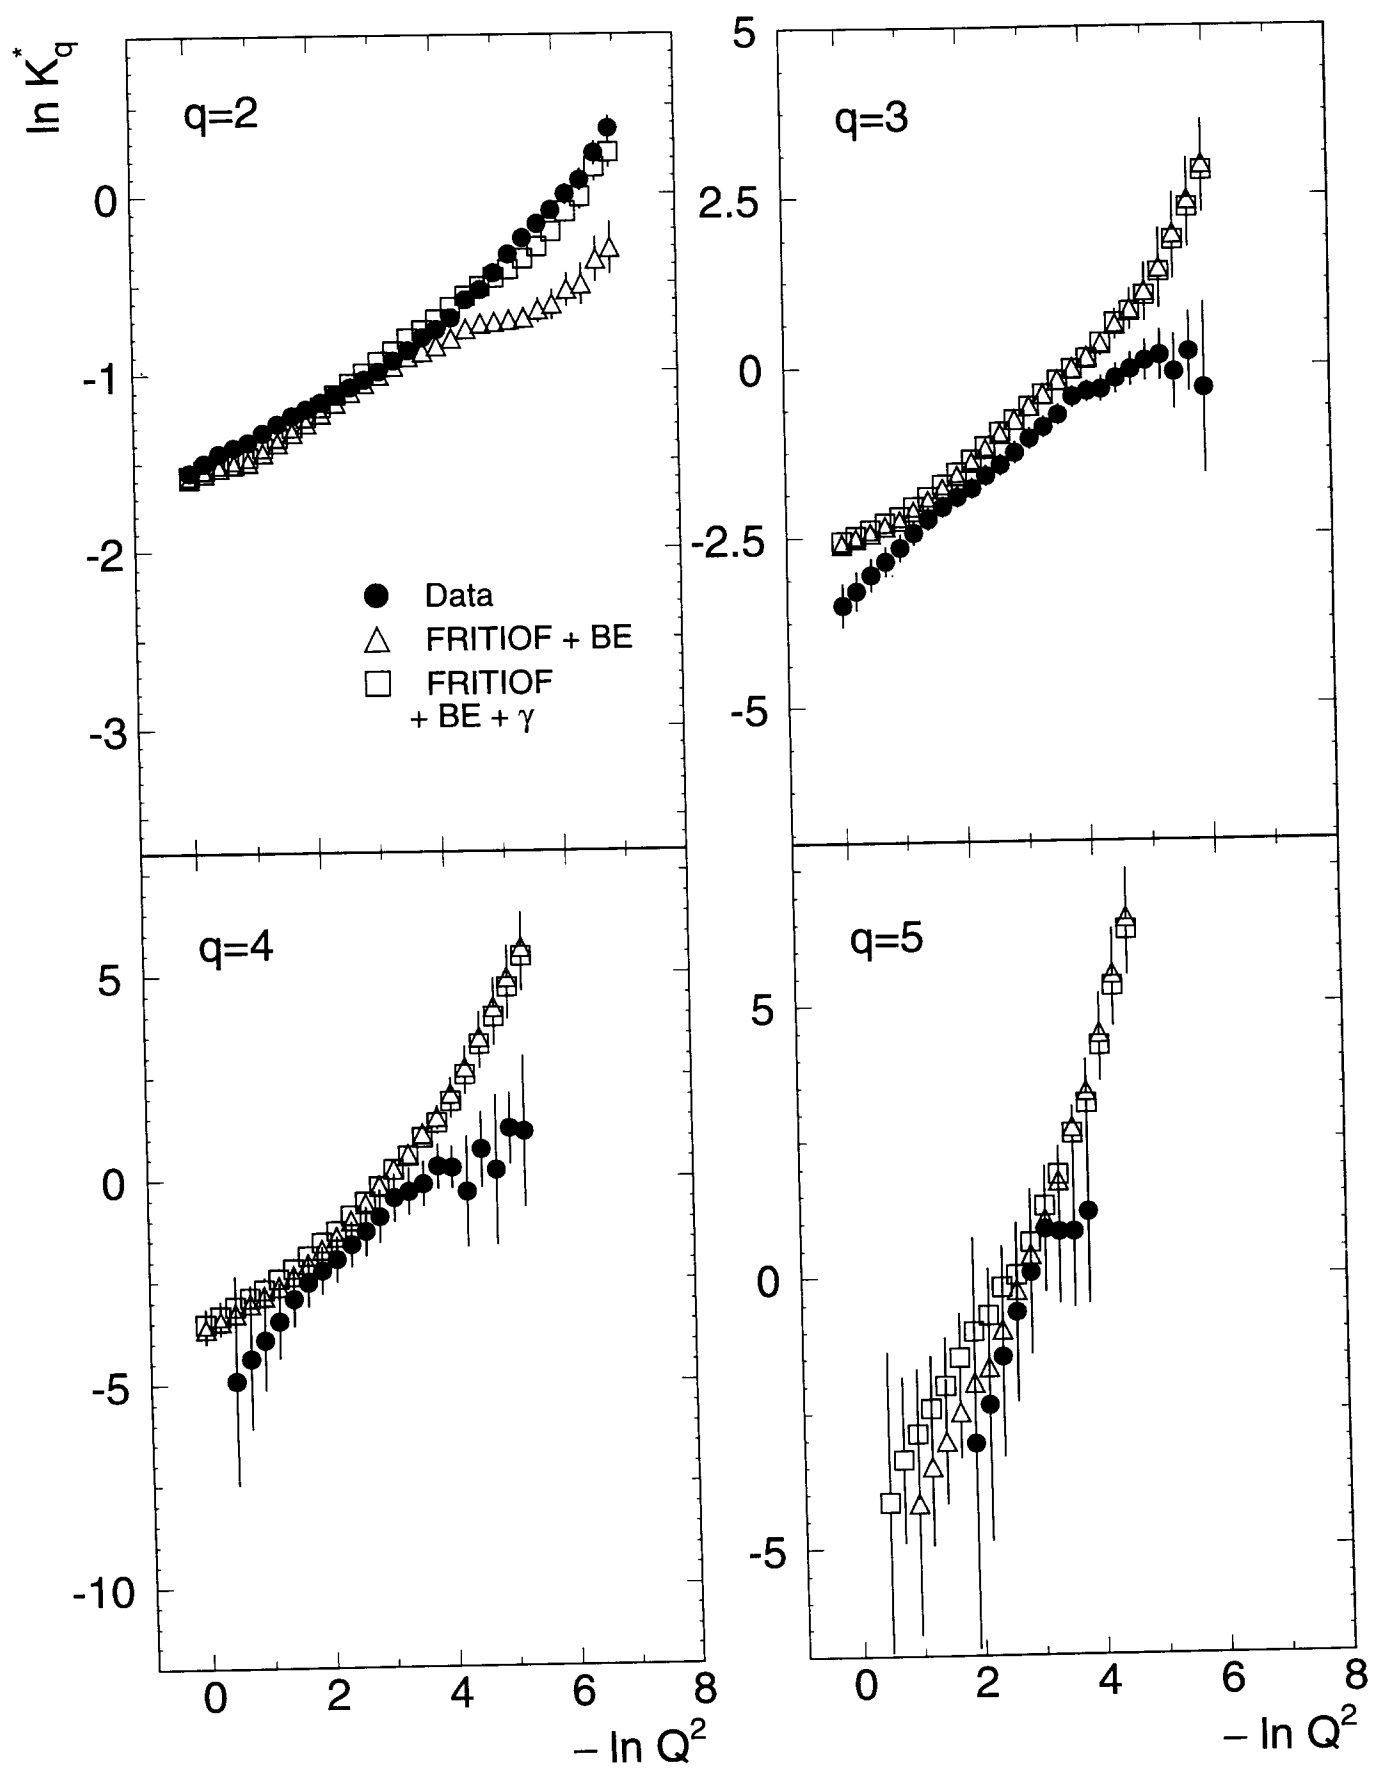 ln K*q
q=2
0
-1
-2
-3
Data
FRITIOF + BE
FRITIOF
+ BE + γ
q=3
5
2.5
0
-2.5
-5
q=4
5
0
-5
-10
0 2 4 6 8
– ln Q²
q=5
5
0
-5
0 2 4 6 8
– ln Q²